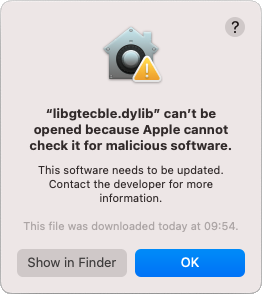 ?
“libgtecble.dylib” can’t be
opened because Apple cannot
check it for malicious software.
This software needs to be updated.
Contact the developer for more
information.
This file was downloaded today at 09:54.
Show in Finder
OK